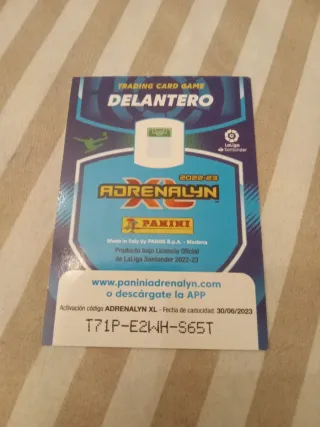 TRADING CARD GAME
DELANTERO
LaLiga
Santander
2022-23
ADRENALYN
XL
PANINI
Made in Italy by PANINI S.p.A. - Modena
Producto bajo Licencia Oficial
de LaLiga Santander 2022-23
www.paniniadrenalyn.com
o descárgate la APP
Activación código ADRENALYN XL - Fecha de caducidad: 30/06/2023
T71P-E2WH-S65T